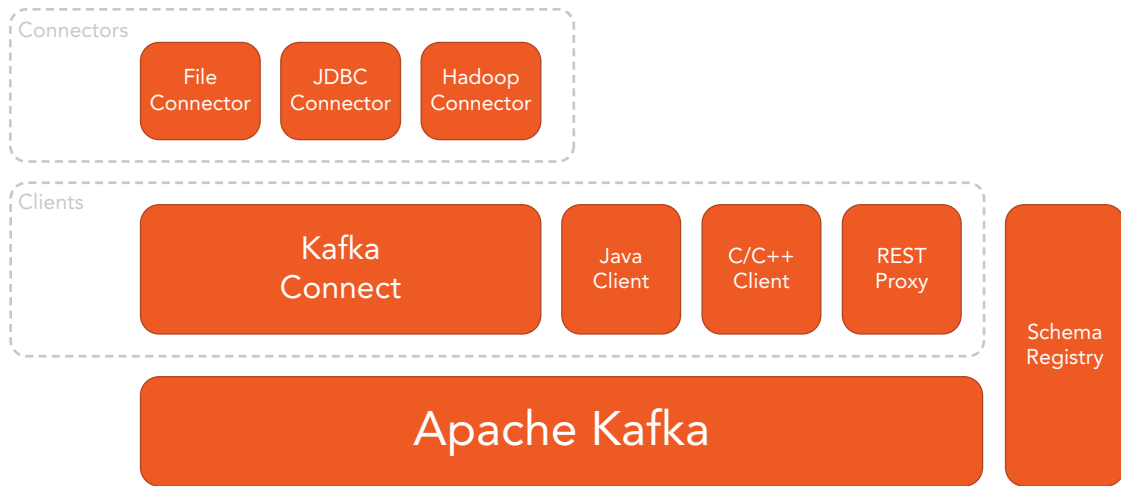 Connectors
File
Connector
JDBC
Connector
Hadoop
Connector
Clients
Kafka
Connect
Java
Client
C/C++
Client
REST
Proxy
Schema
Registry
Apache Kafka